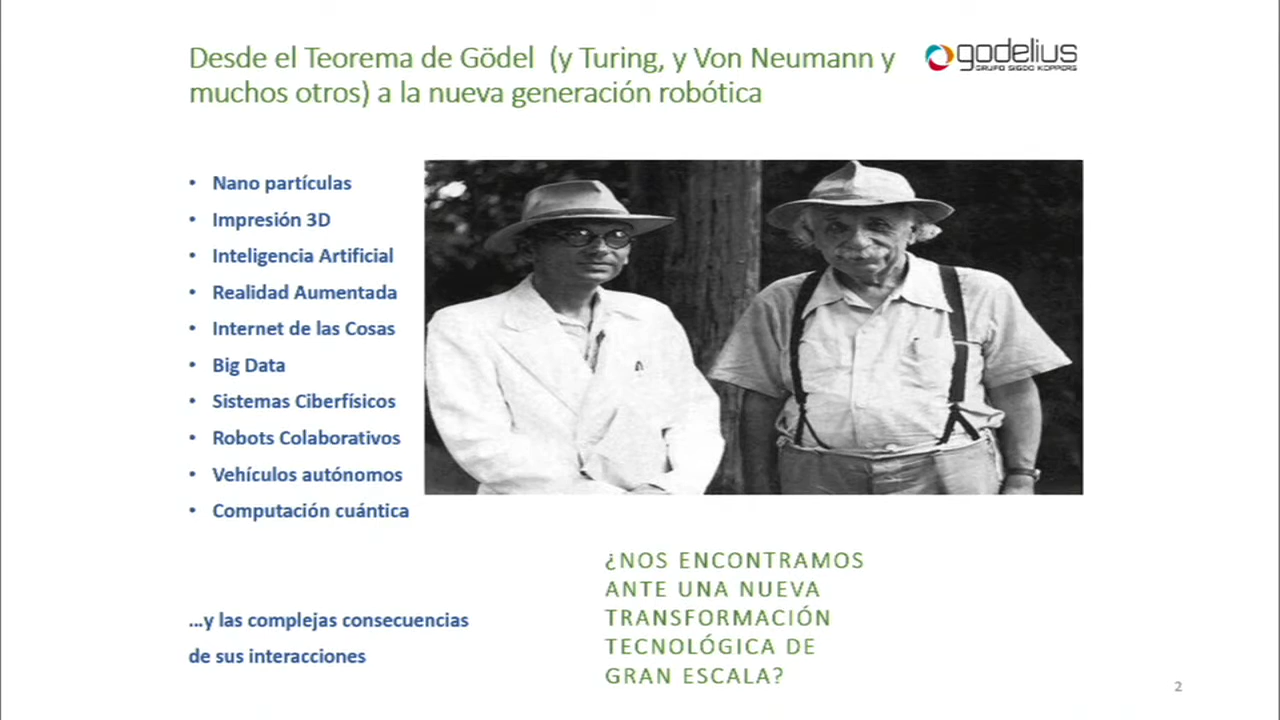 Desde el Teorema de Gödel (y Turing, y Von Neumann y
muchos otros) a la nueva generación robótica
godelius
GRUPO SIGDO KOPPERS
• Nano partículas
• Impresión 3D
• Inteligencia Artificial
• Realidad Aumentada
• Internet de las Cosas
• Big Data
• Sistemas Ciberfísicos
• Robots Colaborativos
• Vehículos autónomos
• Computación cuántica
...y las complejas consecuencias
de sus interacciones
¿NOS ENCONTRAMOS
ANTE UNA NUEVA
TRANSFORMACIÓN
TECNOLÓGICA DE
GRAN ESCALA?
2